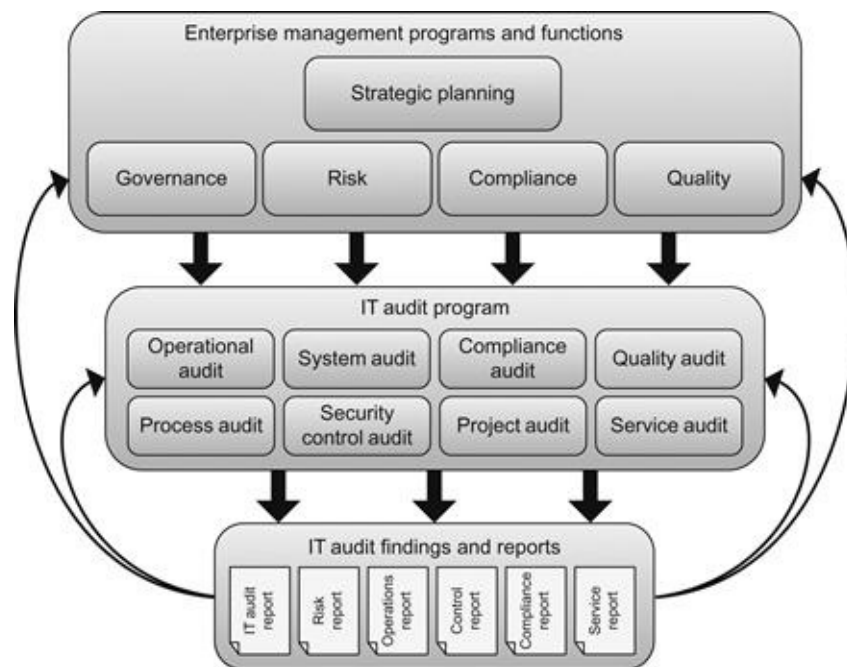 Enterprise management programs and functions
Strategic planning
Governance
Risk
Compliance
Quality
IT audit program
Operational
audit
System audit
Compliance
audit
Quality audit
Process audit
Security
control audit
Project audit
Service audit
IT audit findings and reports
IT audit
report
Risk
report
Operations
report
Control
report
Compliance
report
Service
report